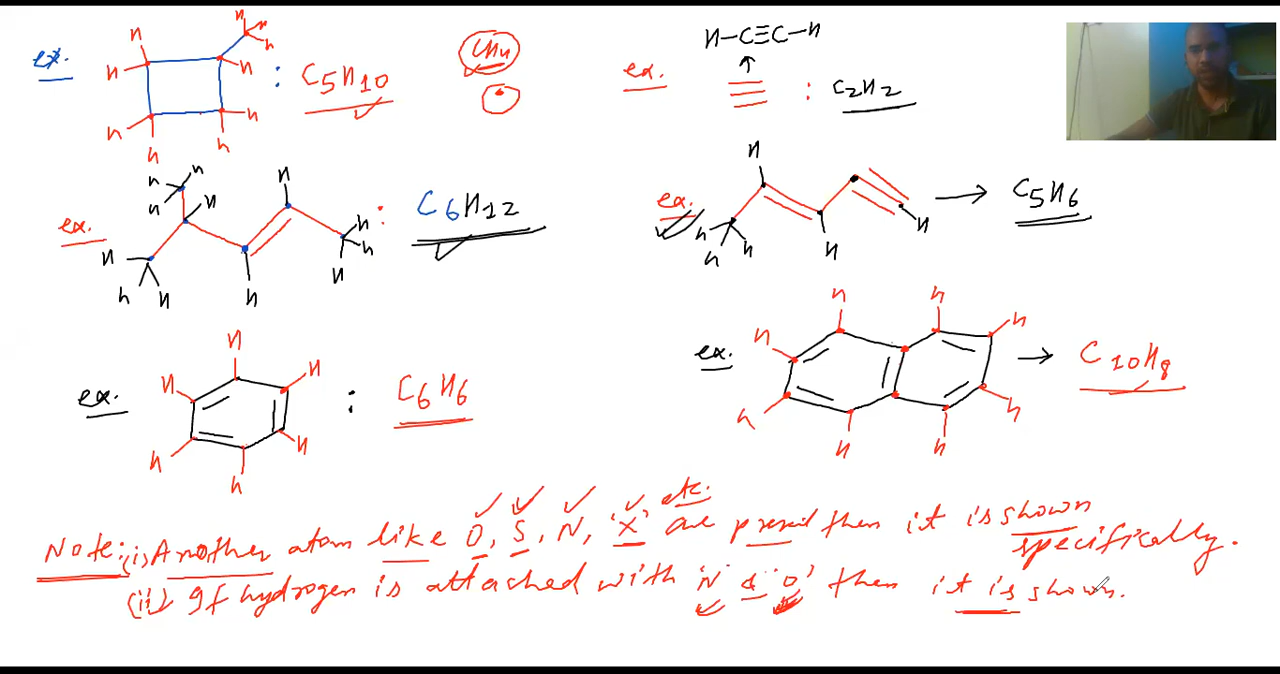 H-C≡C-H
ex. : C5H10
CH4
ex. : C2H2
ex. : C6H12
ex. → C5H6
ex. : C6H6
ex. → C10H8
Note: (i) Another atom like O, S, N, 'X' etc. are present then it is shown specifically.
(ii) If hydrogen is attached with 'N' & 'O' then it is shown.